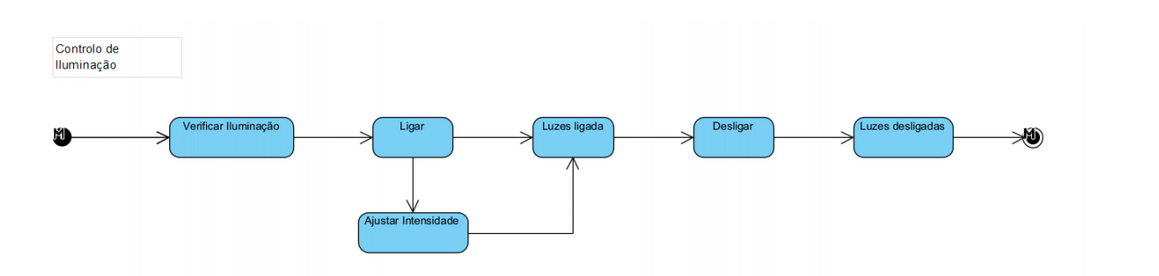 Controlo de
Iluminação
Verificar Iluminação
Ligar
Luzes ligada
Desligar
Luzes desligadas
Ajustar Intensidade